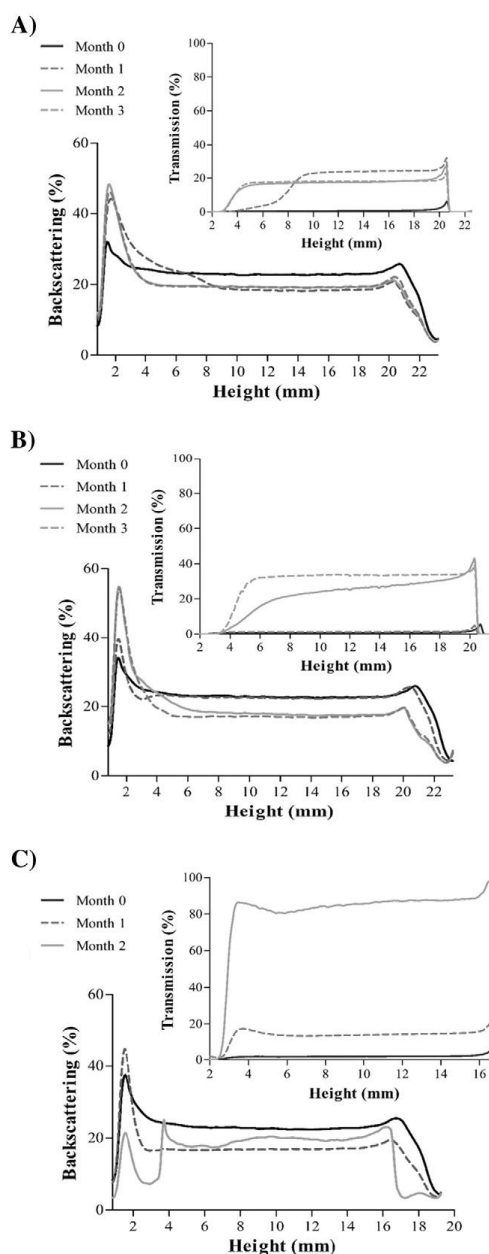 A)
Month 0
Month 1
Month 2
Month 3
Transmission (%)
100
80
60
40
20
0
2 4 6 8 10 12 14 16 18 20 22
Height (mm)
Backscattering (%)
60
40
20
0
2 4 6 8 10 12 14 16 18 20 22
Height (mm)
B)
Month 0
Month 1
Month 2
Month 3
Transmission (%)
100
80
60
40
20
0
2 4 6 8 10 12 14 16 18 20
Height (mm)
Backscattering (%)
60
40
20
0
2 4 6 8 10 12 14 16 18 20 22
Height (mm)
C)
Month 0
Month 1
Month 2
Transmission (%)
100
80
60
40
20
0
2 4 6 8 10 12 14 16
Height (mm)
Backscattering (%)
60
40
20
0
2 4 6 8 10 12 14 16 18 20
Height (mm)